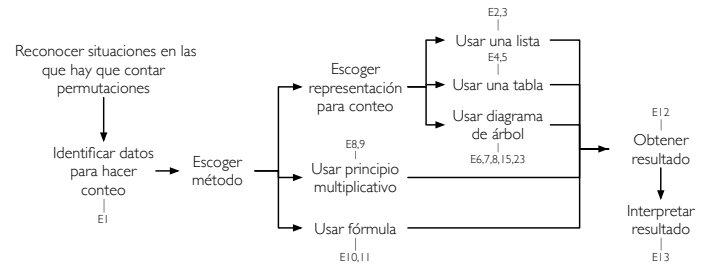 Reconocer situaciones en las
que hay que contar
permutaciones
Identificar datos
para hacer
conteo
E1
Escoger
método
Escoger
representación
para conteo
E2,3
Usar una lista
E4,5
Usar una tabla
Usar diagrama
de árbol
E6,7,8,15,23
E8,9
Usar principio
multiplicativo
Usar fórmula
E10,11
E12
Obtener
resultado
Interpretar
resultado
E13